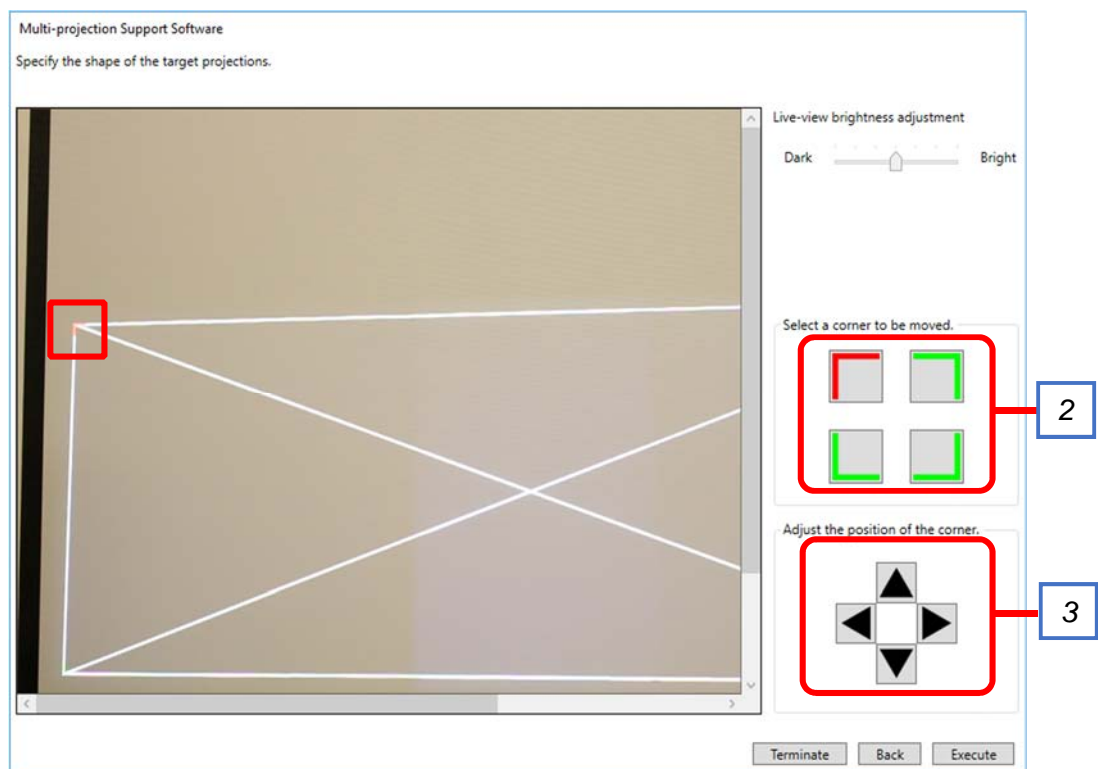 Multi-projection Support Software
Specify the shape of the target projections.
Live-view brightness adjustment
Dark Bright
Select a corner to be moved.
2
Adjust the position of the corner.
3
Terminate Back Execute